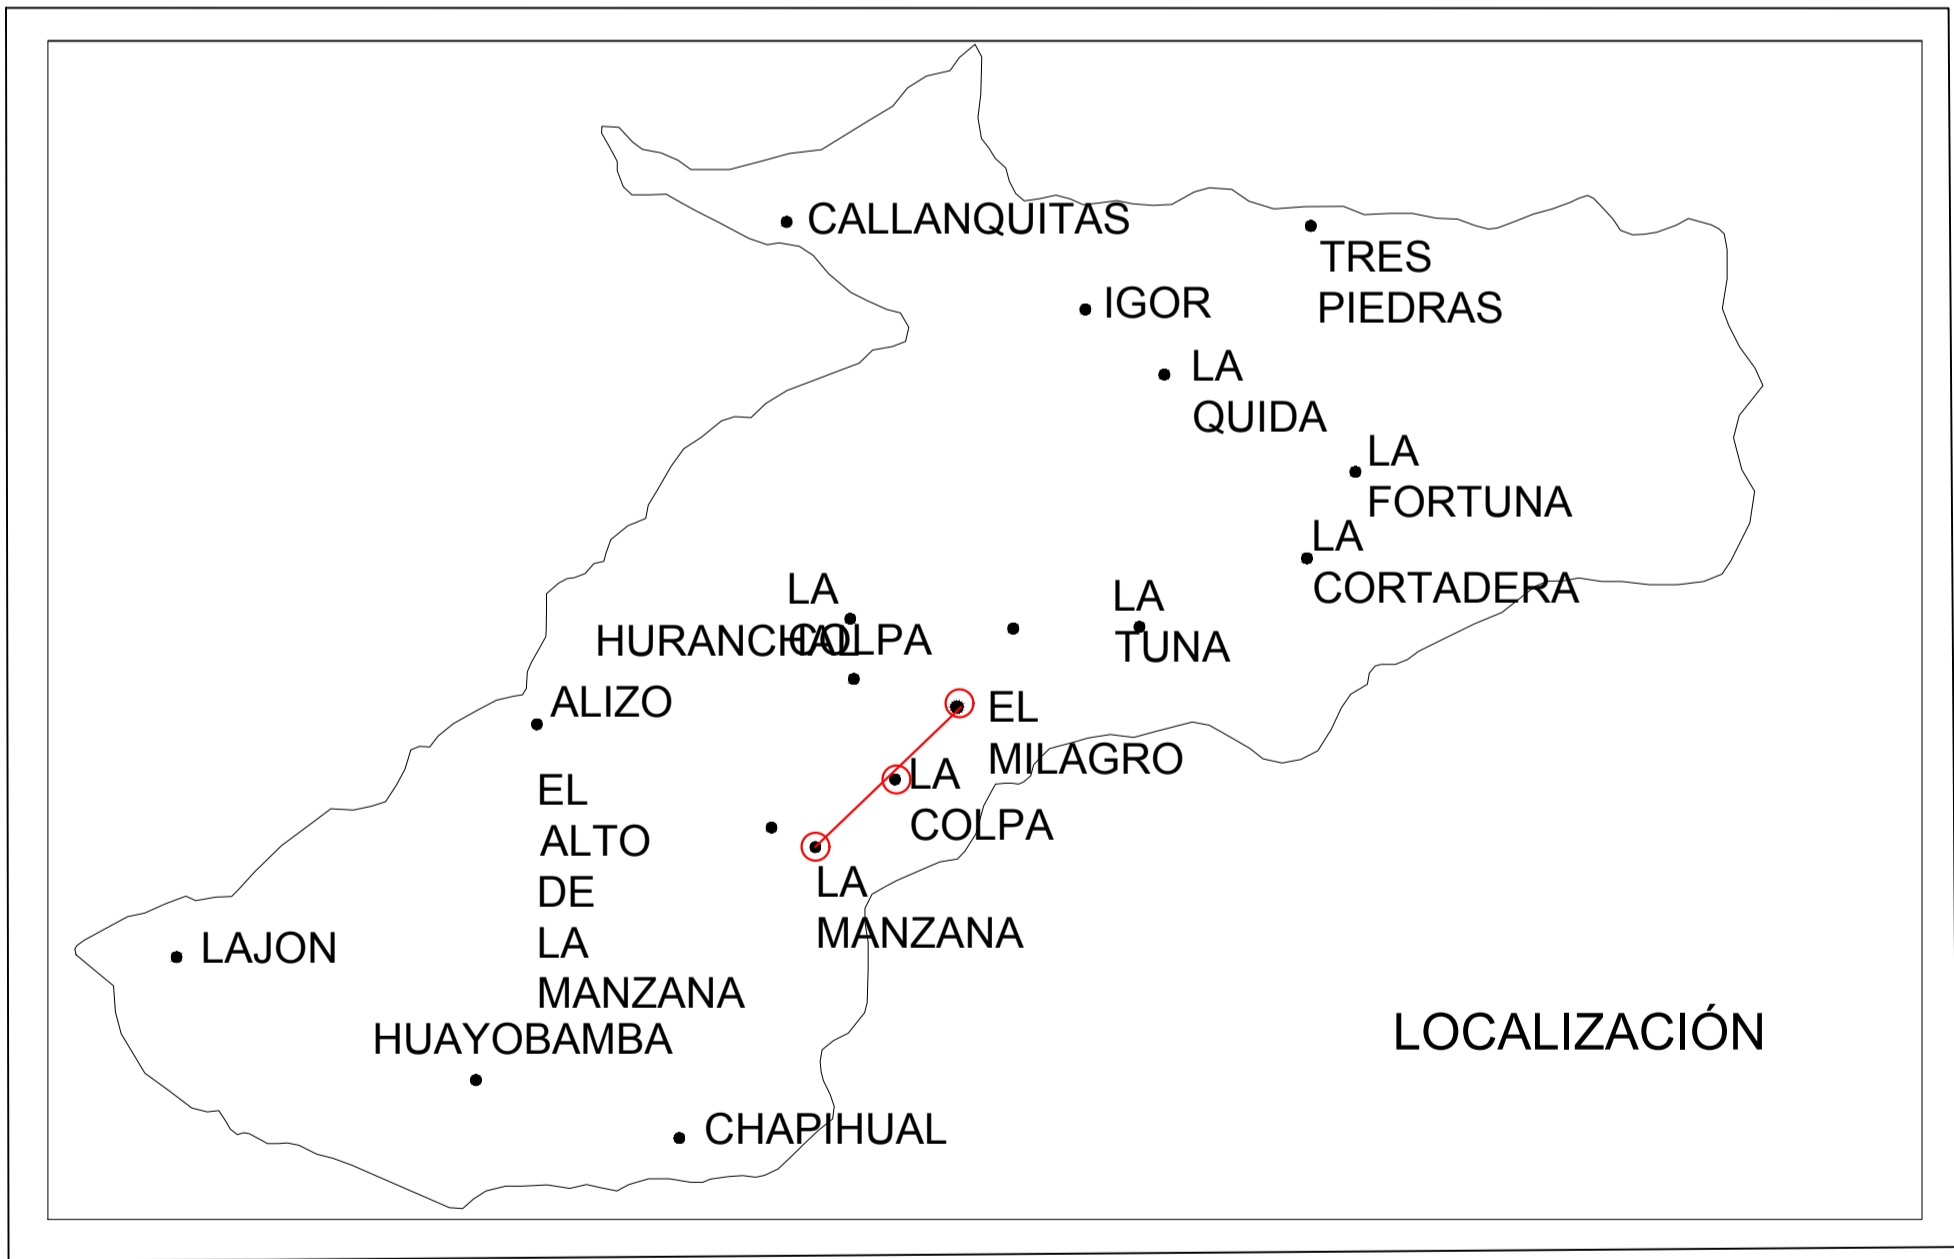 CALLANQUITAS
TRES
PIEDRAS
IGOR
LA
QUIDA
LA
FORTUNA
LA
CORTADERA
LA
COLPA
HURANCHAL
LA
TUNA
ALIZO
EL
MILAGRO
LA
COLPA
EL
ALTO
DE
LA
MANZANA
LA
MANZANA
LAJON
HUAYOBAMBA
CHAPIHUAL
LOCALIZACIÓN